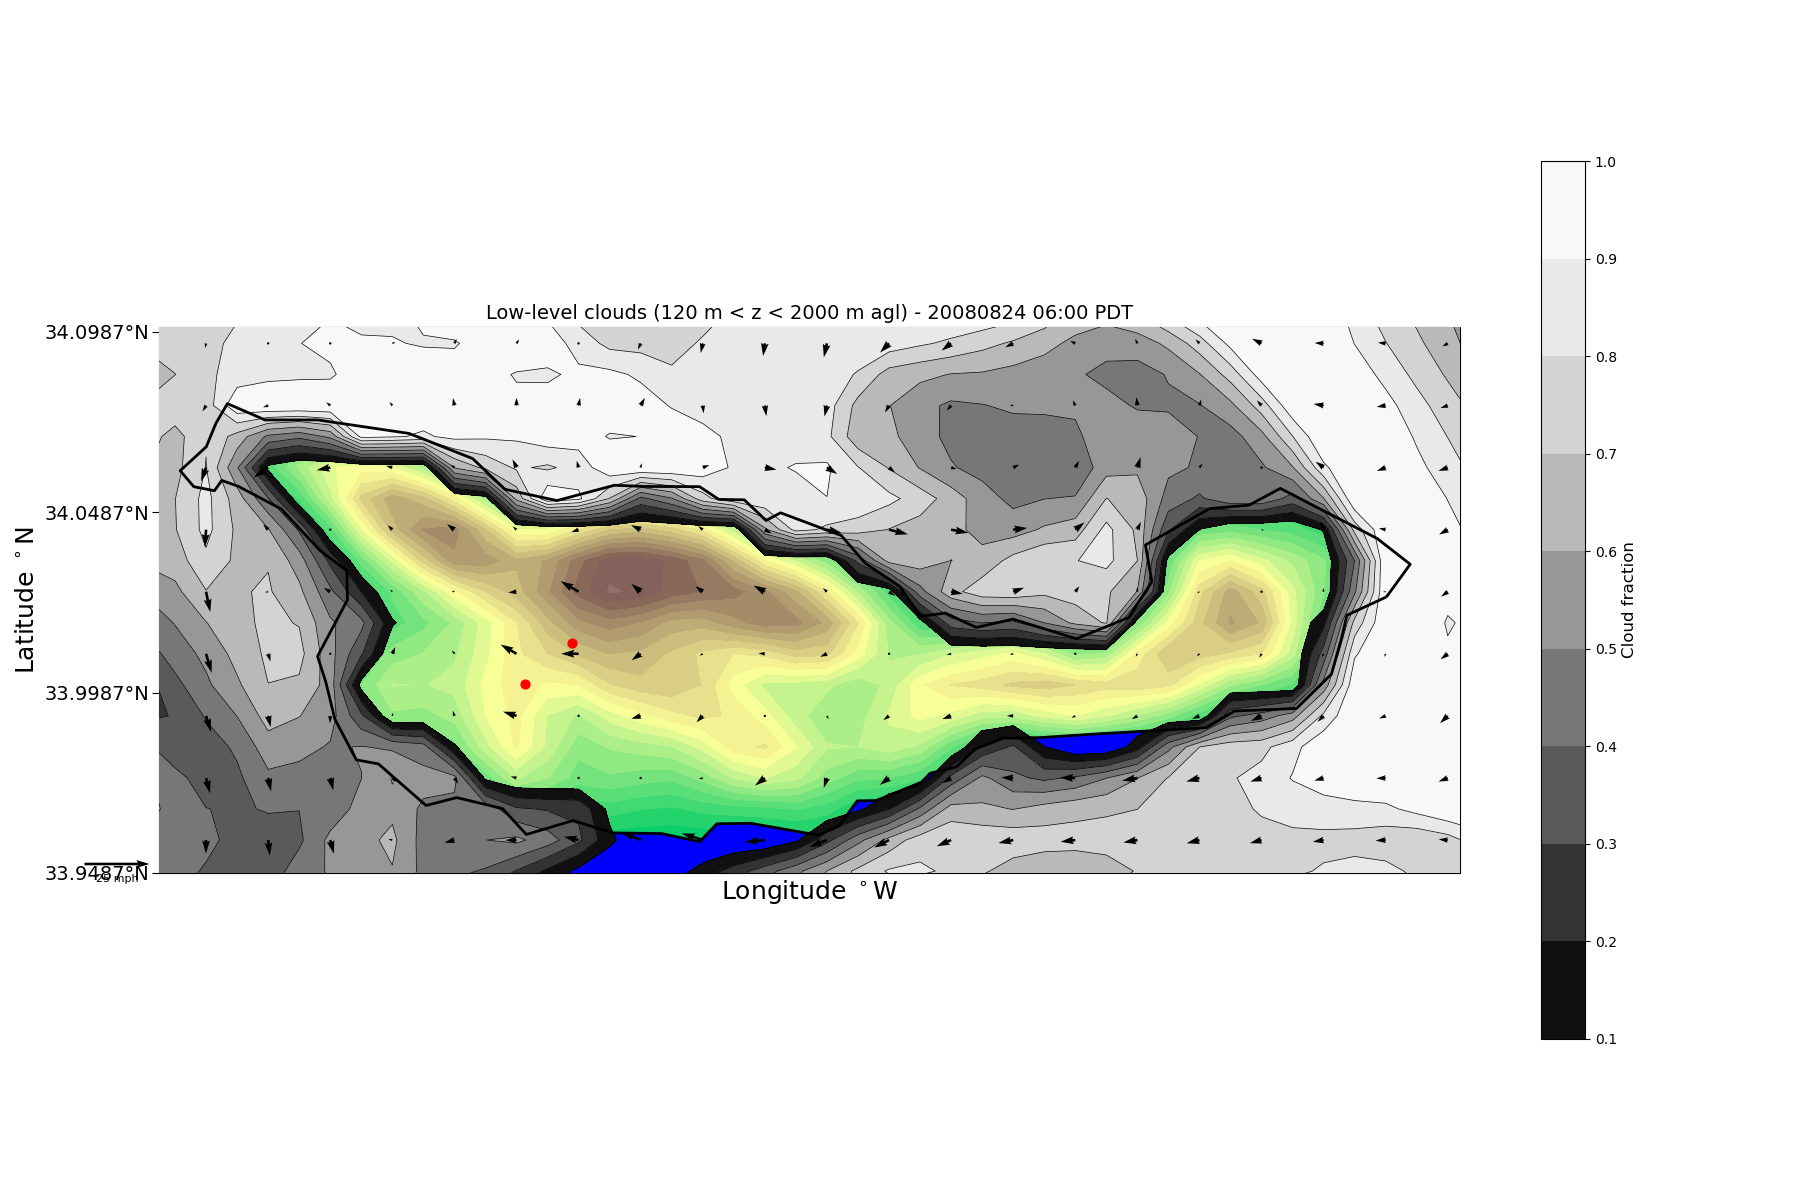 Low-level clouds (120 m < z < 2000 m agl) - 20080824 06:00 PDT
34.0987°N
34.0487°N
33.9987°N
33.9487°N
Latitude °N
Longitude °W
25 mph
1.0
0.9
0.8
0.7
0.6
0.5
0.4
0.3
0.2
0.1
Cloud fraction